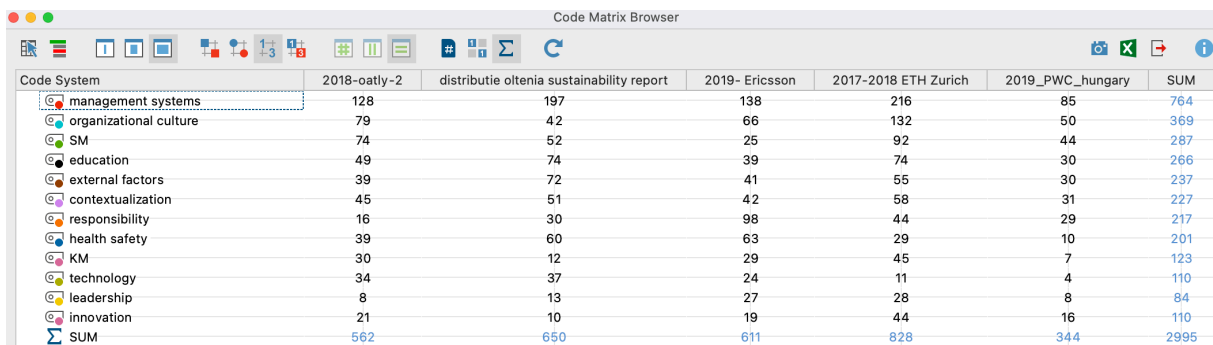 Code Matrix Browser
Code System 2018-oatly-2 distributie oltenia sustainability report 2019- Ericsson 2017-2018 ETH Zurich 2019_PWC_hungary SUM
management systems 128 197 138 216 85 764
organizational culture 79 42 66 132 50 369
SM 74 52 25 92 44 287
education 49 74 39 74 30 266
external factors 39 72 41 55 30 237
contextualization 45 51 42 58 31 227
responsibility 16 30 98 44 29 217
health safety 39 60 63 29 10 201
KM 30 12 29 45 7 123
technology 34 37 24 11 4 110
leadership 8 13 27 28 8 84
innovation 21 10 19 44 16 110
Σ SUM 562 650 611 828 344 2995